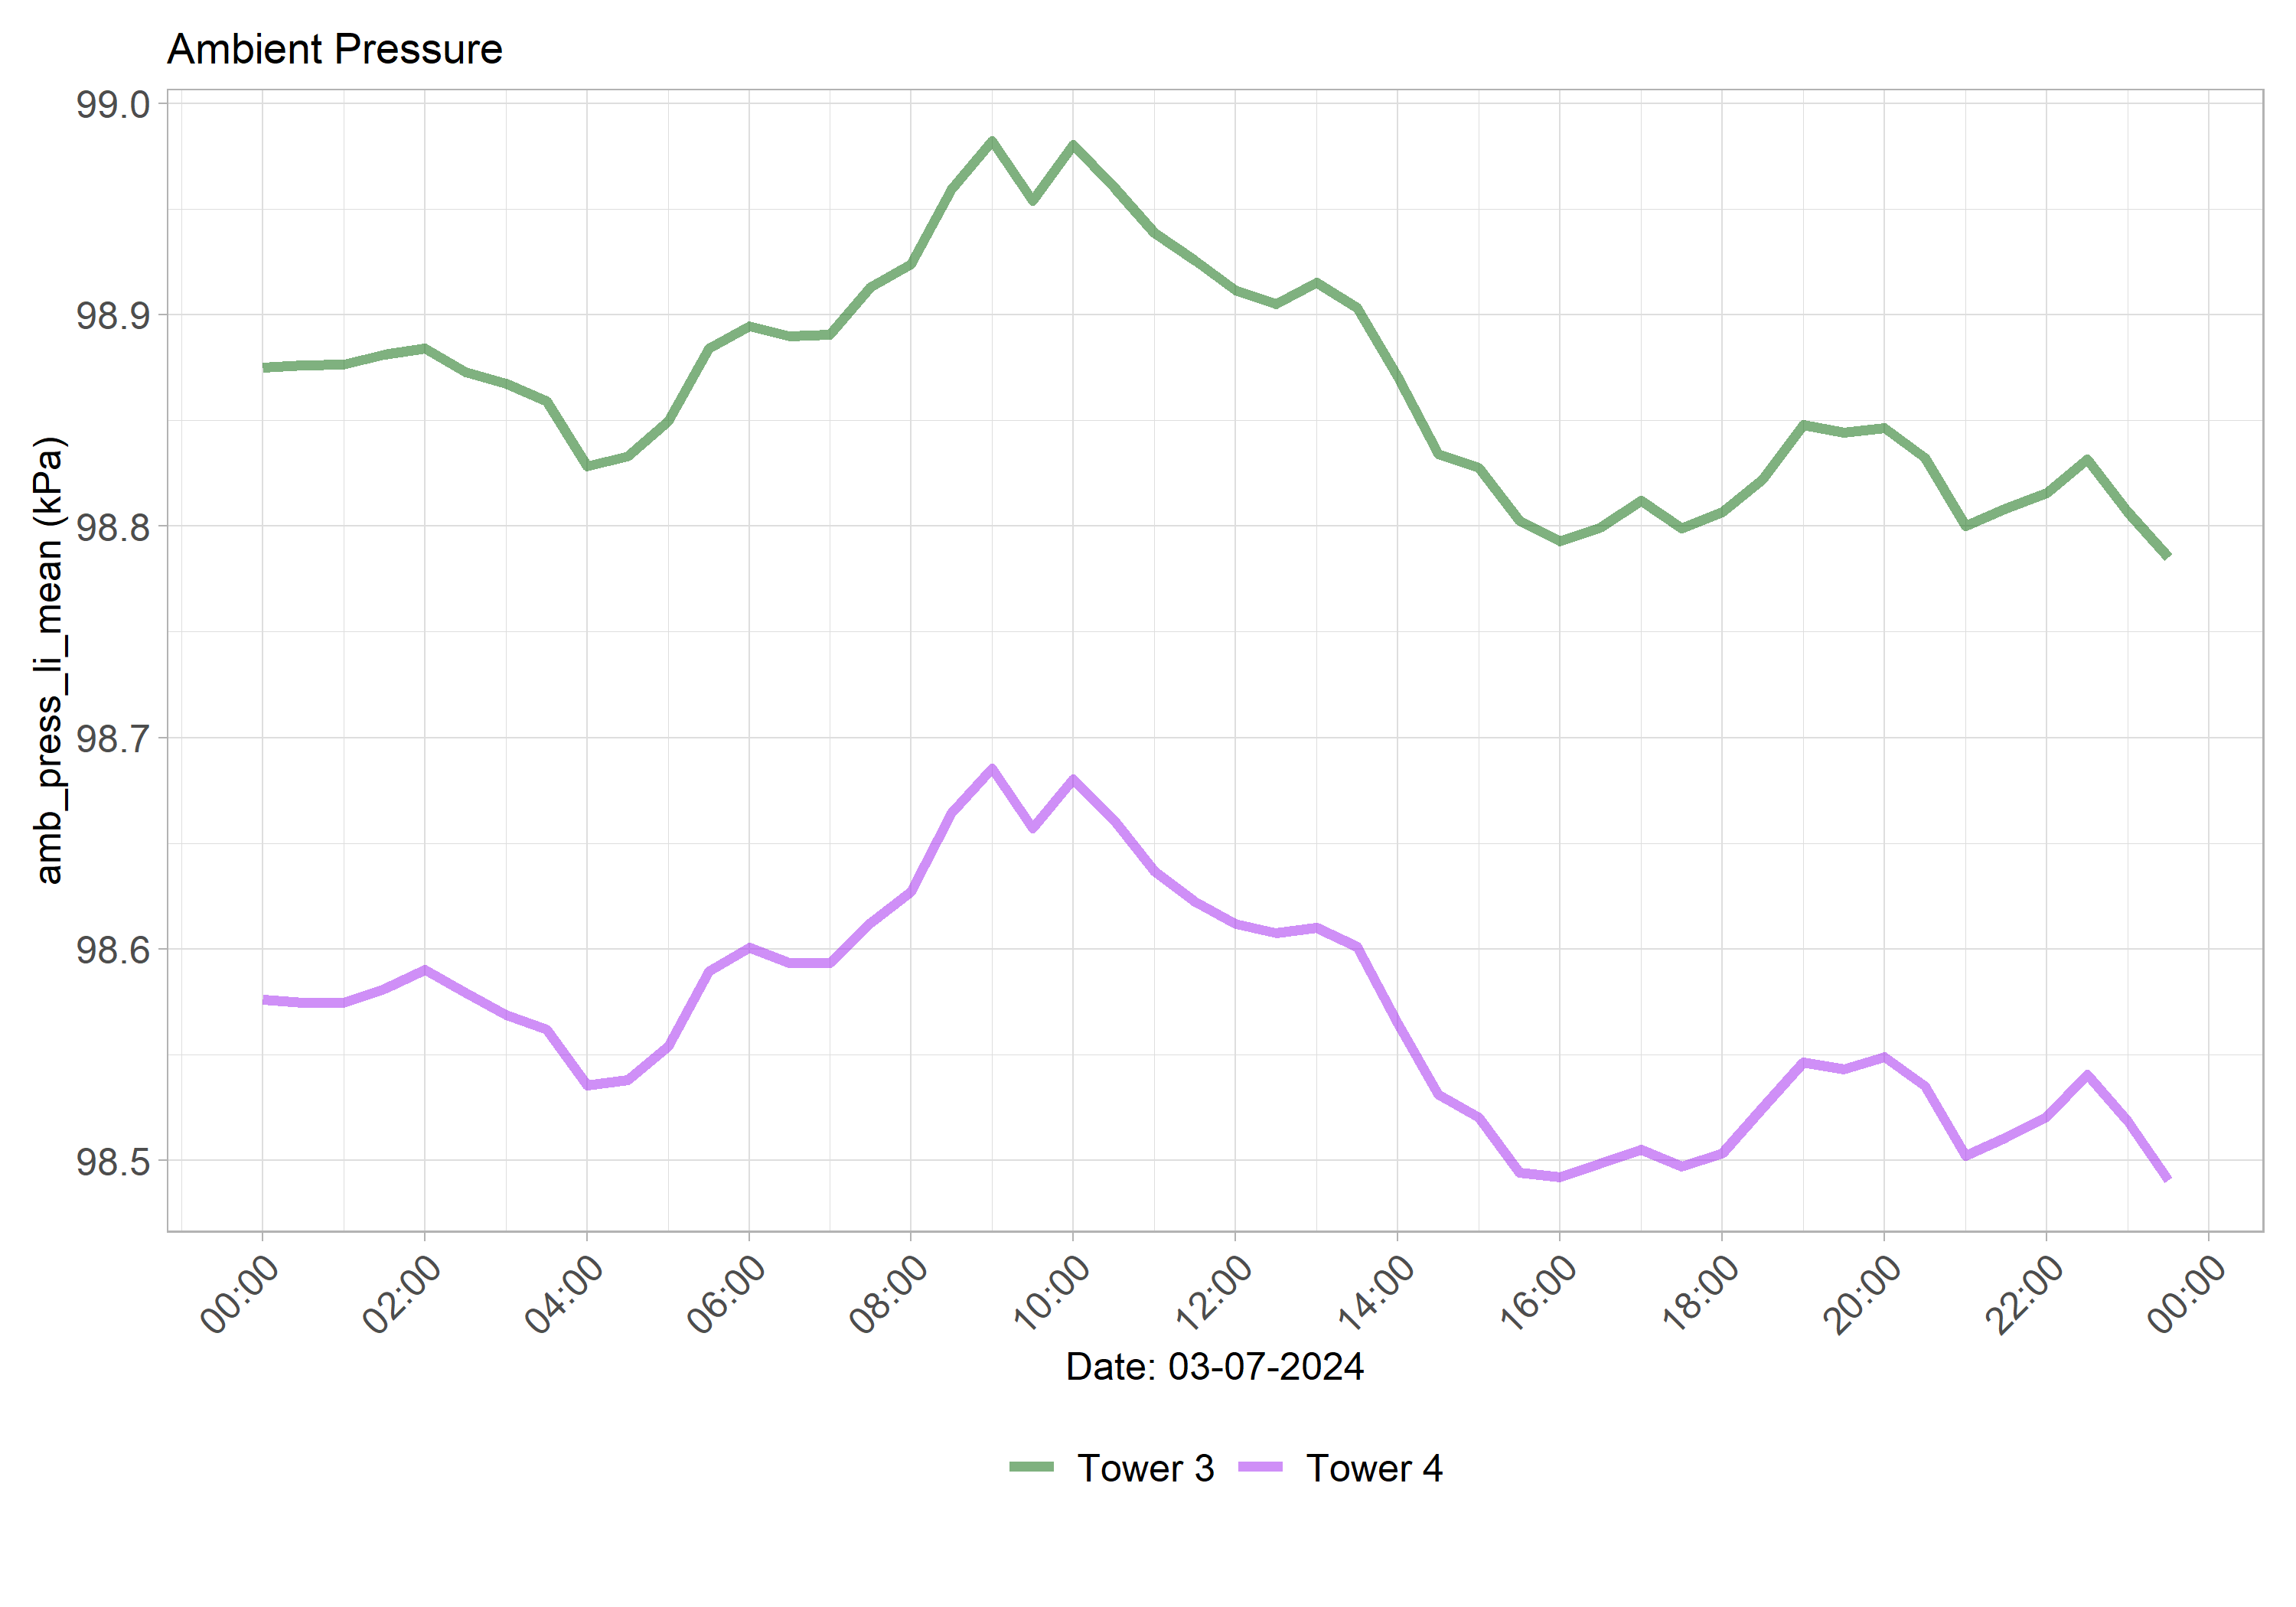 Ambient Pressure
99.0
98.9
98.8
98.7
98.6
98.5
amb_press_li_mean (kPa)
00:00 02:00 04:00 06:00 08:00 10:00 12:00 14:00 16:00 18:00 20:00 22:00 00:00
Date: 03-07-2024
Tower 3 Tower 4